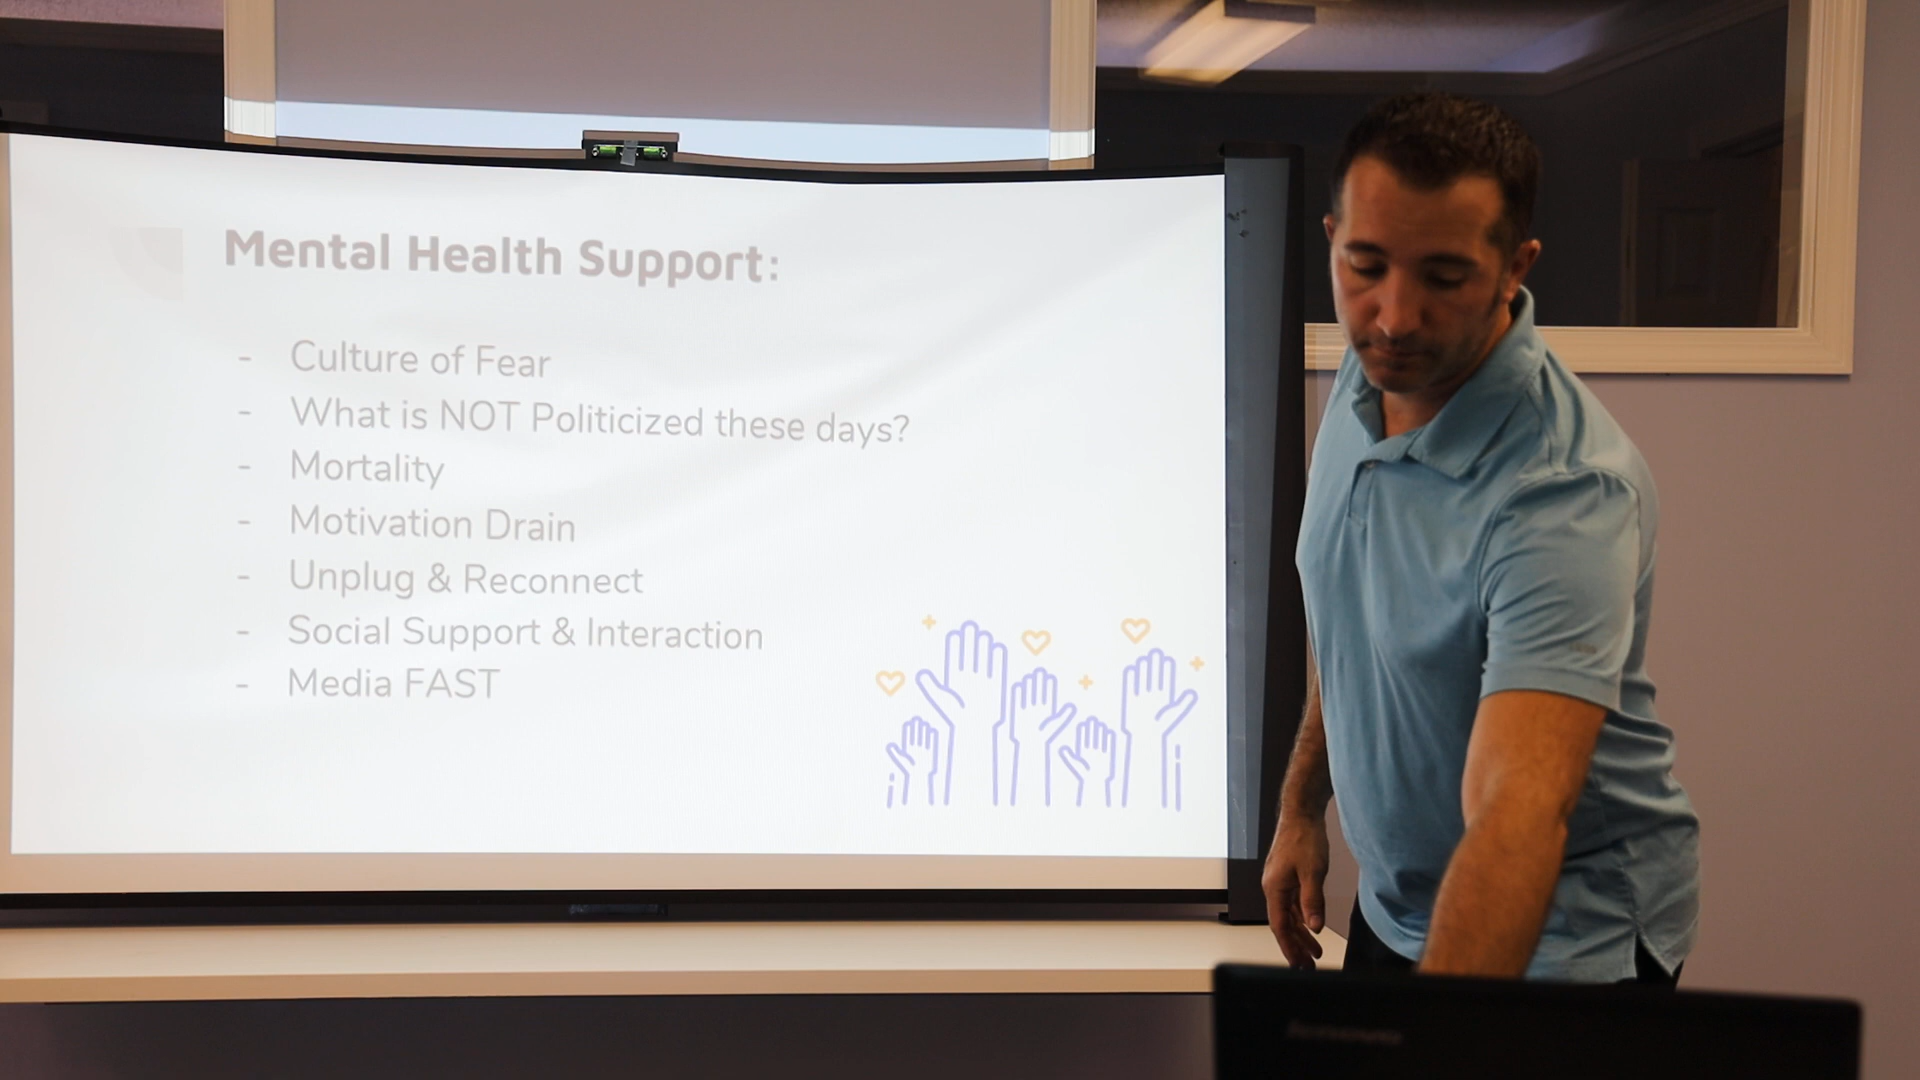 Mental Health Support:
- Culture of Fear
- What is NOT Politicized these days?
- Mortality
- Motivation Drain
- Unplug & Reconnect
- Social Support & Interaction
- Media FAST